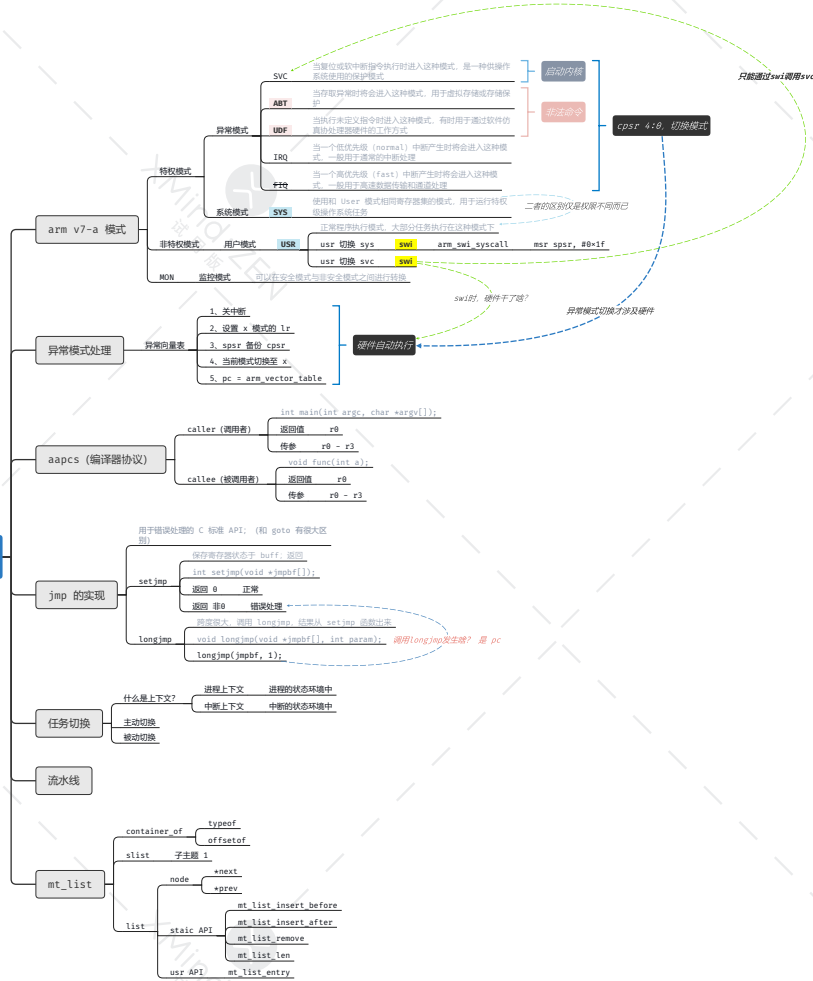 当复位或软中断指令执行时进入这种模式，是一种供操作
系统使用的保护模式
SVC
启动内核
只能通过swi调用svc
当存取异常时将会进入这种模式，用于虚拟存储或存储保
护
ABT
非法命令
当执行未定义指令时进入这种模式，有时用于通过软件仿
真协处理器硬件的工作方式
UDF
异常模式
cpsr 4:0，切换模式
当一个低优先级（normal）中断产生时将会进入这种模
式，一般用于通常的中断处理
IRQ
特权模式
当一个高优先级（fast）中断产生时将会进入这种模
式，一般用于高速数据传输和通道处理
FIQ
使用和 User 模式相同寄存器集的模式，用于运行特权
级操作系统任务
系统模式
SYS
二者的区别仅是权限不同而已
arm v7-a 模式
正常程序执行模式，大部分任务执行在这种模式下
非特权模式
用户模式
USR
usr 切换 sys
swi
arm_swi_syscall
msr spsr, #0×1f
usr 切换 svc
swi
MON
监控模式
可以在安全模式与非安全模式之间进行转换
swi时，硬件干了啥？
异常模式切换才涉及硬件
1、关中断
2、设置 x 模式的 lr
异常模式处理
异常向量表
3、spsr 备份 cpsr
硬件自动执行
4、当前模式切换至 x
5、pc = arm_vector_table
int main(int argc, char *argv[]);
caller（调用者）
返回值
r0
传参
r0 - r3
aapcs（编译器协议）
void func(int a);
callee（被调用者）
返回值
r0
传参
r0 - r3
用于错误处理的 C 标准 API；（和 goto 有很大区
别）
保存寄存器状态于 buff，返回
int setjmp(void *jmpbf[]);
setjmp
返回 0
正常
jmp 的实现
返回 非0
错误处理
跨度很大，调用 longjmp，结果从 setjmp 函数出来
longjmp
void longjmp(void *jmpbf[], int param);
调用longjmp发生啥？ 是 pc
longjmp(jmpbf, 1);
什么是上下文？
进程上下文
进程的状态环境中
中断上下文
中断的状态环境中
任务切换
主动切换
被动切换
流水线
container_of
typeof
offsetof
slist
子主题 1
mt_list
node
*next
*prev
list
staic API
mt_list_insert_before
mt_list_insert_after
mt_list_remove
mt_list_len
usr API
mt_list_entry
XMind ZEN
试用版
XMind ZEN